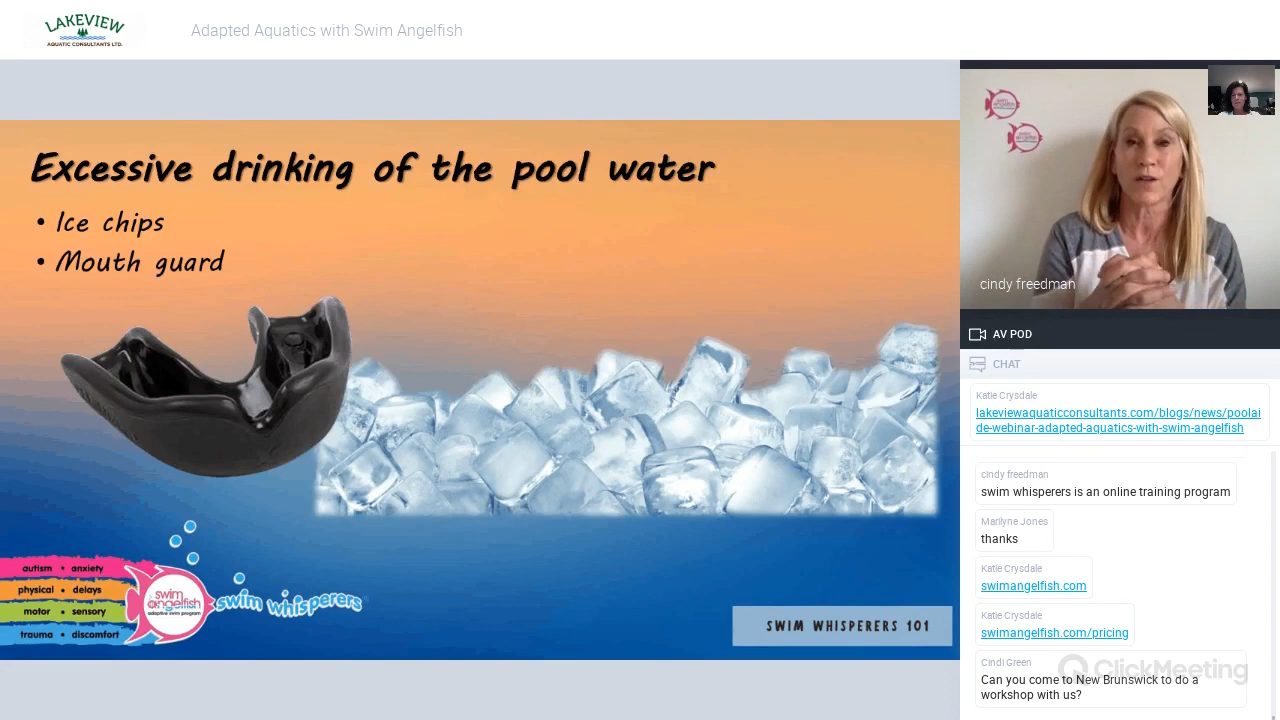 LAKEVIEW
AQUATIC CONSULTANTS LTD.
Adapted Aquatics with Swim Angelfish
Excessive drinking of the pool water
• Ice chips
• Mouth guard
autism • anxiety
physical • delays
motor • sensory
trauma • discomfort
swim
angelfish
adaptive swim program
swim whisperers
SWIM WHISPERERS 101
cindy freedman
AV POD
CHAT
Katie Crysdale
lakeviewaquaticconsultants.com/blogs/news/poolai
de-webinar-adapted-aquatics-with-swim-angelfish
cindy freedman
swim whisperers is an online training program
Marilyne Jones
thanks
Katie Crysdale
swimangelfish.com
Katie Crysdale
swimangelfish.com/pricing
Cindi Green
Can you come to New Brunswick to do a
workshop with us?
ClickMeeting